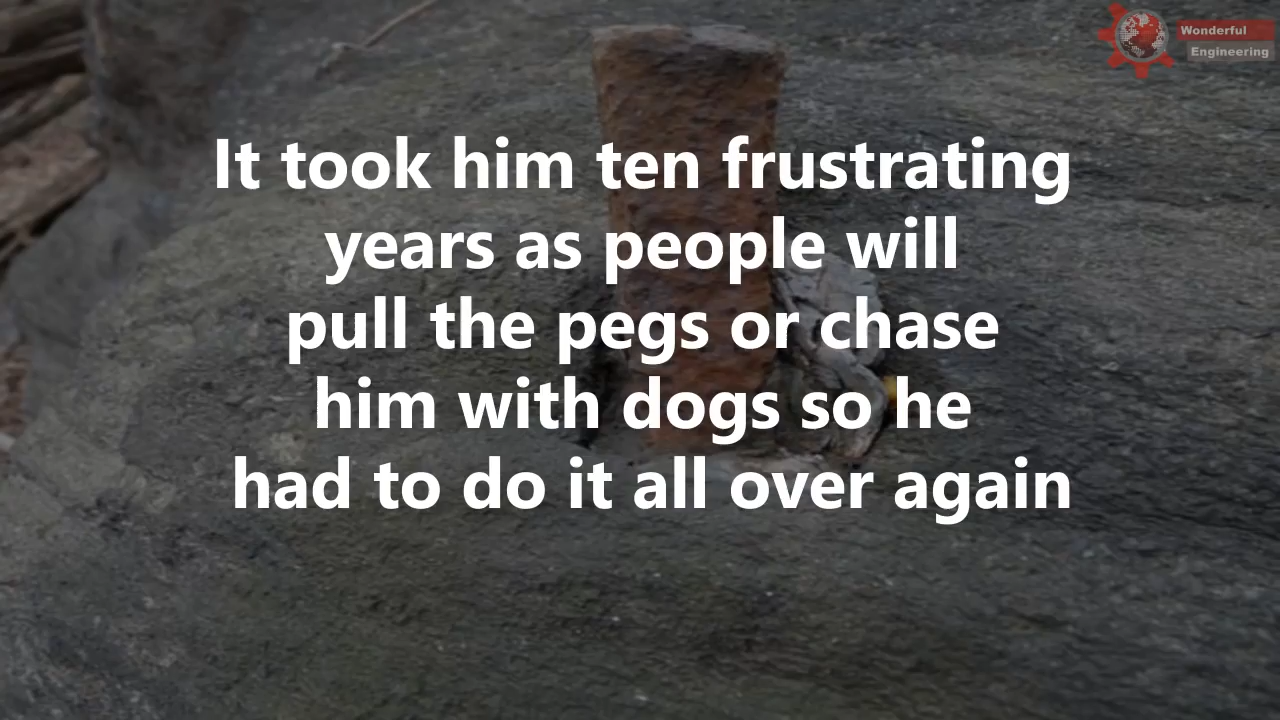 Wonderful
Engineering
It took him ten frustrating
years as people will
pull the pegs or chase
him with dogs so he
had to do it all over again